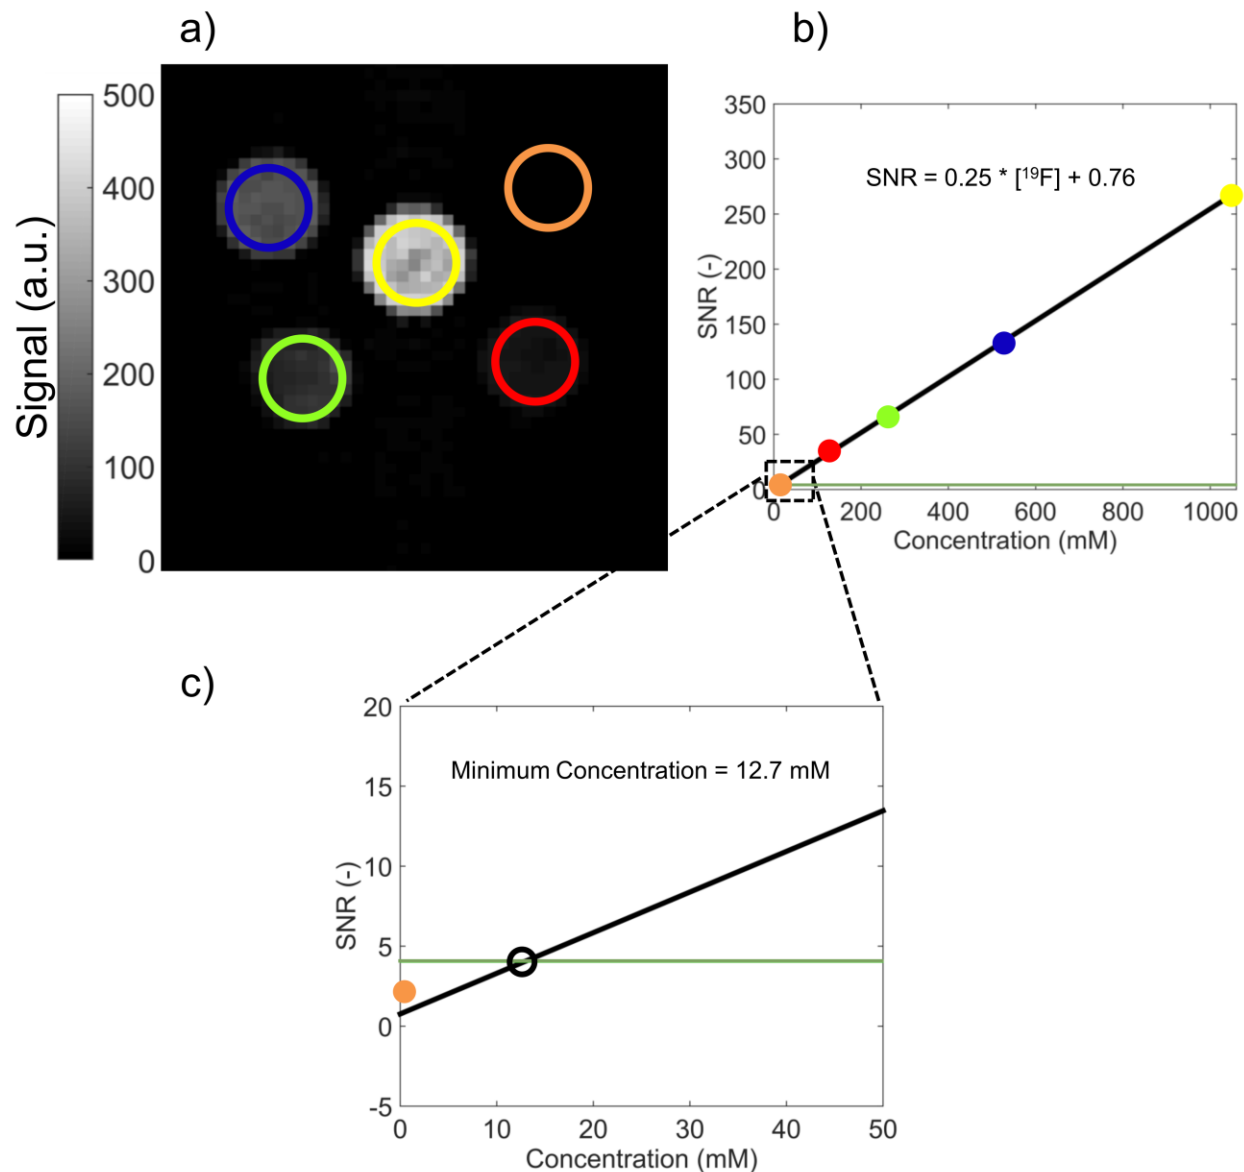 a)
500
400
300
200
100
0
Signal (a.u.)
b)
350
300
250
200
150
100
50
0
SNR (-)
SNR = 0.25 * [¹⁹F] + 0.76
0 200 400 600 800 1000
Concentration (mM)
c)
20
15
10
5
0
-5
SNR (-)
Minimum Concentration = 12.7 mM
0 10 20 30 40 50
Concentration (mM)